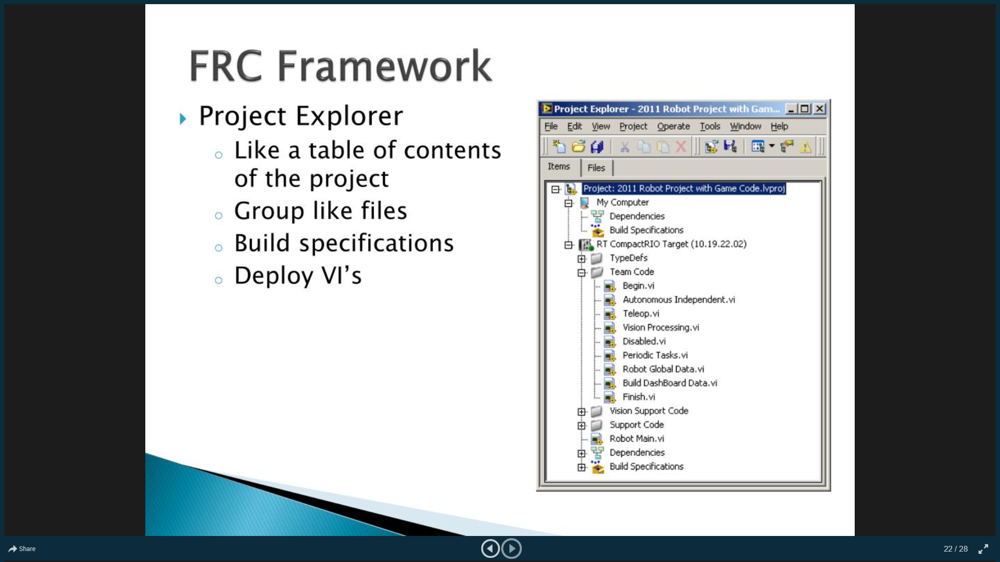 FRC Framework
Project Explorer
Like a table of contents
of the project
Group like files
Build specifications
Deploy VI’s
Project Explorer - 2011 Robot Project with Gam...
File Edit View Project Operate Tools Window Help
Items Files
Project: 2011 Robot Project with Game Code.lvproj
My Computer
Dependencies
Build Specifications
RT CompactRIO Target (10.19.22.02)
TypeDefs
Team Code
Begin.vi
Autonomous Independent.vi
Teleop.vi
Vision Processing.vi
Disabled.vi
Periodic Tasks.vi
Robot Global Data.vi
Build DashBoard Data.vi
Finish.vi
Vision Support Code
Support Code
Robot Main.vi
Dependencies
Build Specifications
Share
22 / 28